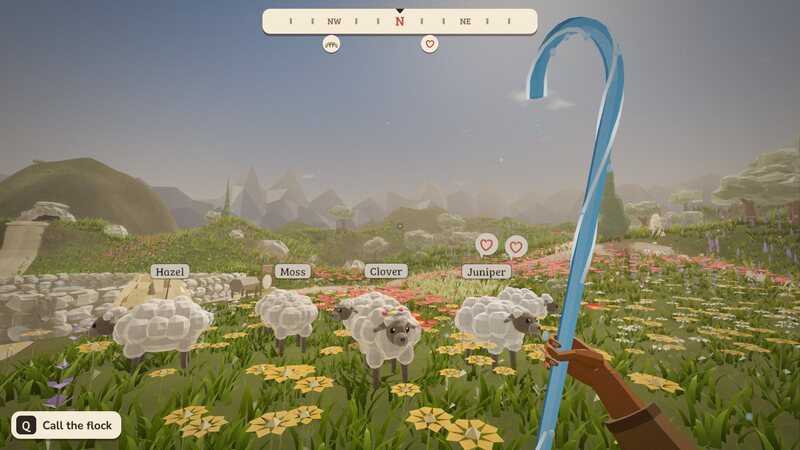 NW N NE
Hazel
Moss
Clover
Juniper
Q Call the flock